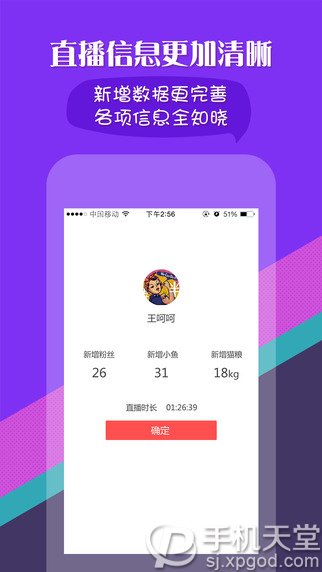 直播信息更加清晰
新增数据更完善
各项信息全知晓
中国移动 下午2:56 51%
王呵呵
新增粉丝 新增小鱼 新增猫粮
26 31 18kg
直播时长 01:26:39
确定
手机天堂
sj.xpgod.com